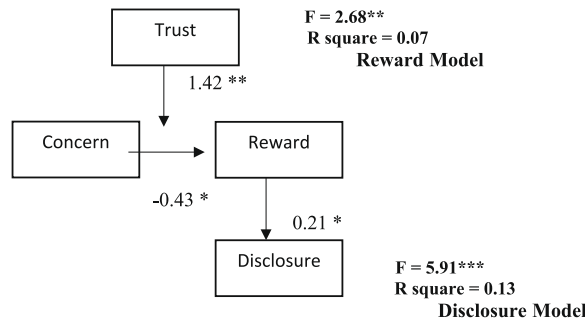 Trust
F = 2.68**
R square = 0.07
Reward Model
1.42 **
Concern
Reward
-0.43 *
0.21 *
Disclosure
F = 5.91***
R square = 0.13
Disclosure Model